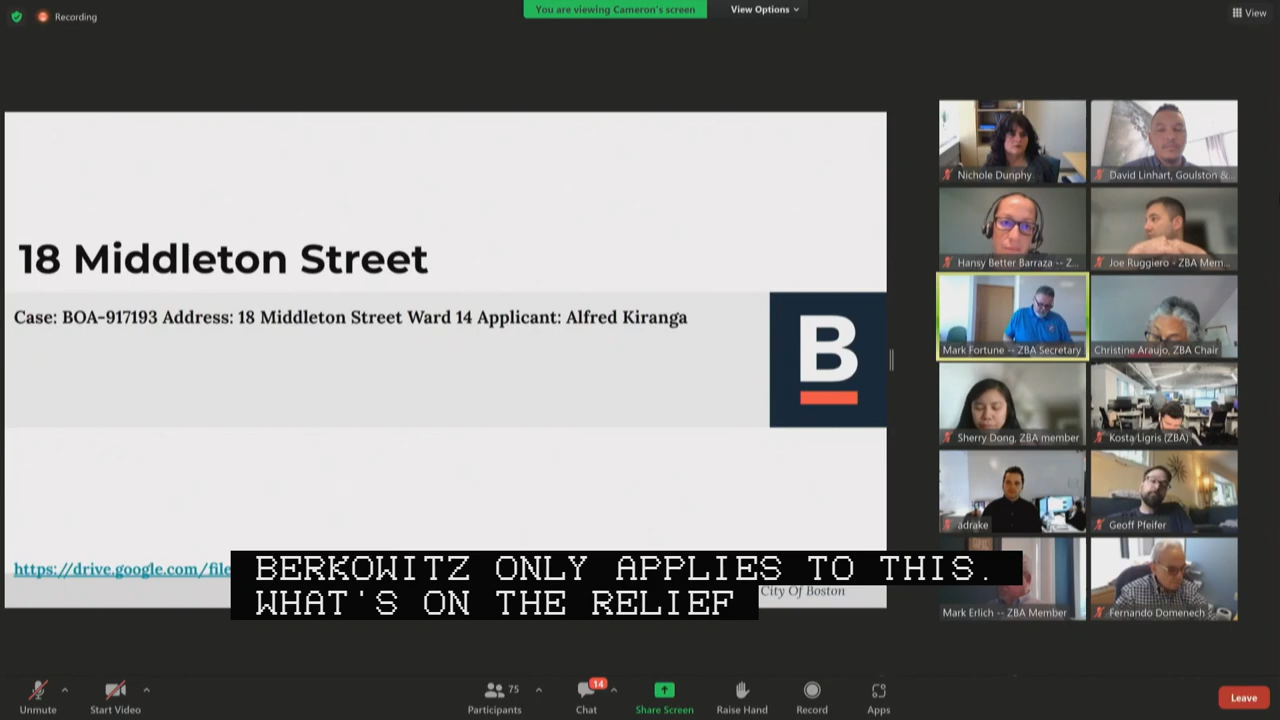 Recording
You are viewing Cameron's screen
View Options
View
18 Middleton Street
Case: BOA-917193 Address: 18 Middleton Street Ward 14 Applicant: Alfred Kiranga
B
https://drive.google.com/file
City Of Boston
BERKOWITZ ONLY APPLIES TO THIS.
WHAT'S ON THE RELIEF
Nichole Dunphy
David Linhart, Goulston &...
Hansy Better Barraza -- Z...
Joe Ruggiero - ZBA Mem...
Mark Fortune -- ZBA Secretary
Christine Araujo, ZBA Chair
Sherry Dong, ZBA member
Kosta Ligris (ZBA)
adrake
Geoff Pfeifer
Mark Erlich -- ZBA Member
Fernando Domenech
Unmute
Start Video
75
Participants
14
Chat
Share Screen
Raise Hand
Record
Apps
Leave